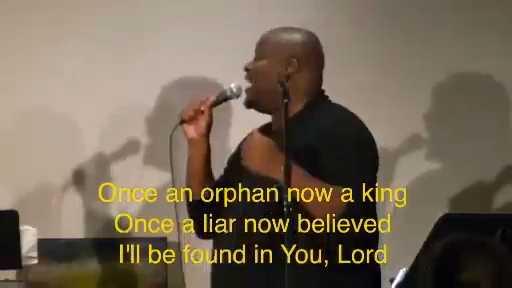 Once an orphan now a king
Once a liar now believed
I'll be found in You, Lord